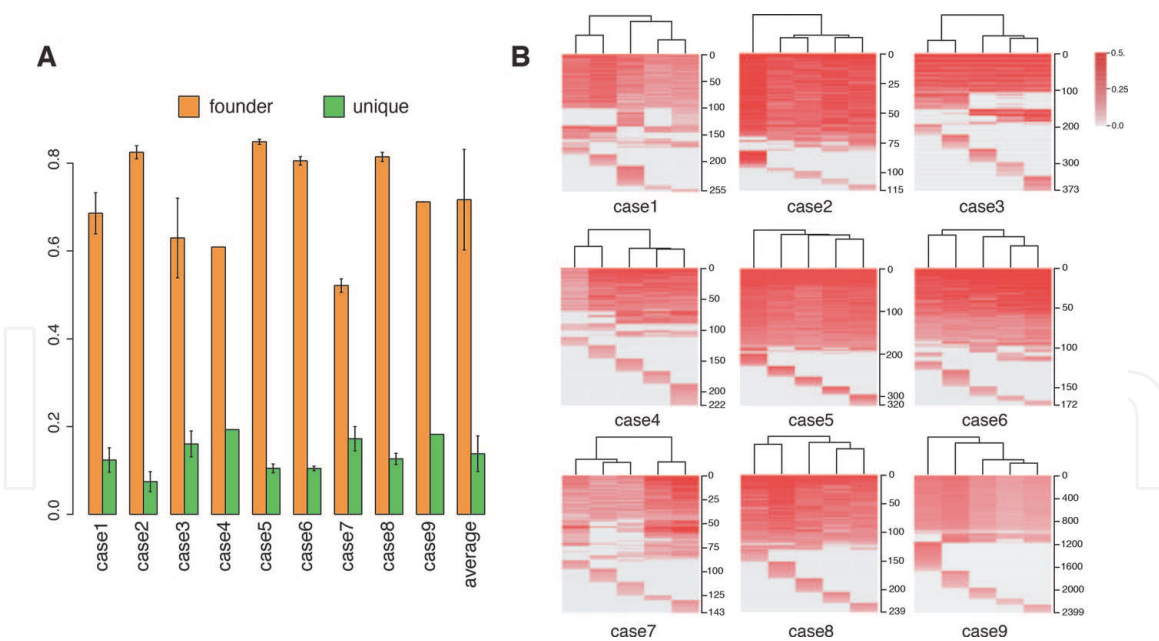 A
founder
unique
0.0
0.2
0.4
0.6
0.8
case1
case2
case3
case4
case5
case6
case7
case8
case9
average
B
0
50
100
150
200
255
case1
0
25
50
75
100
115
case2
0
100
200
300
373
case3
0.5.
0.25
0.0
0
50
100
150
200
222
case4
0
100
200
300
320
case5
0
50
100
150
172
case6
0
25
50
75
100
125
143
case7
0
50
100
150
200
239
case8
0
400
800
1200
1600
2000
2399
case9